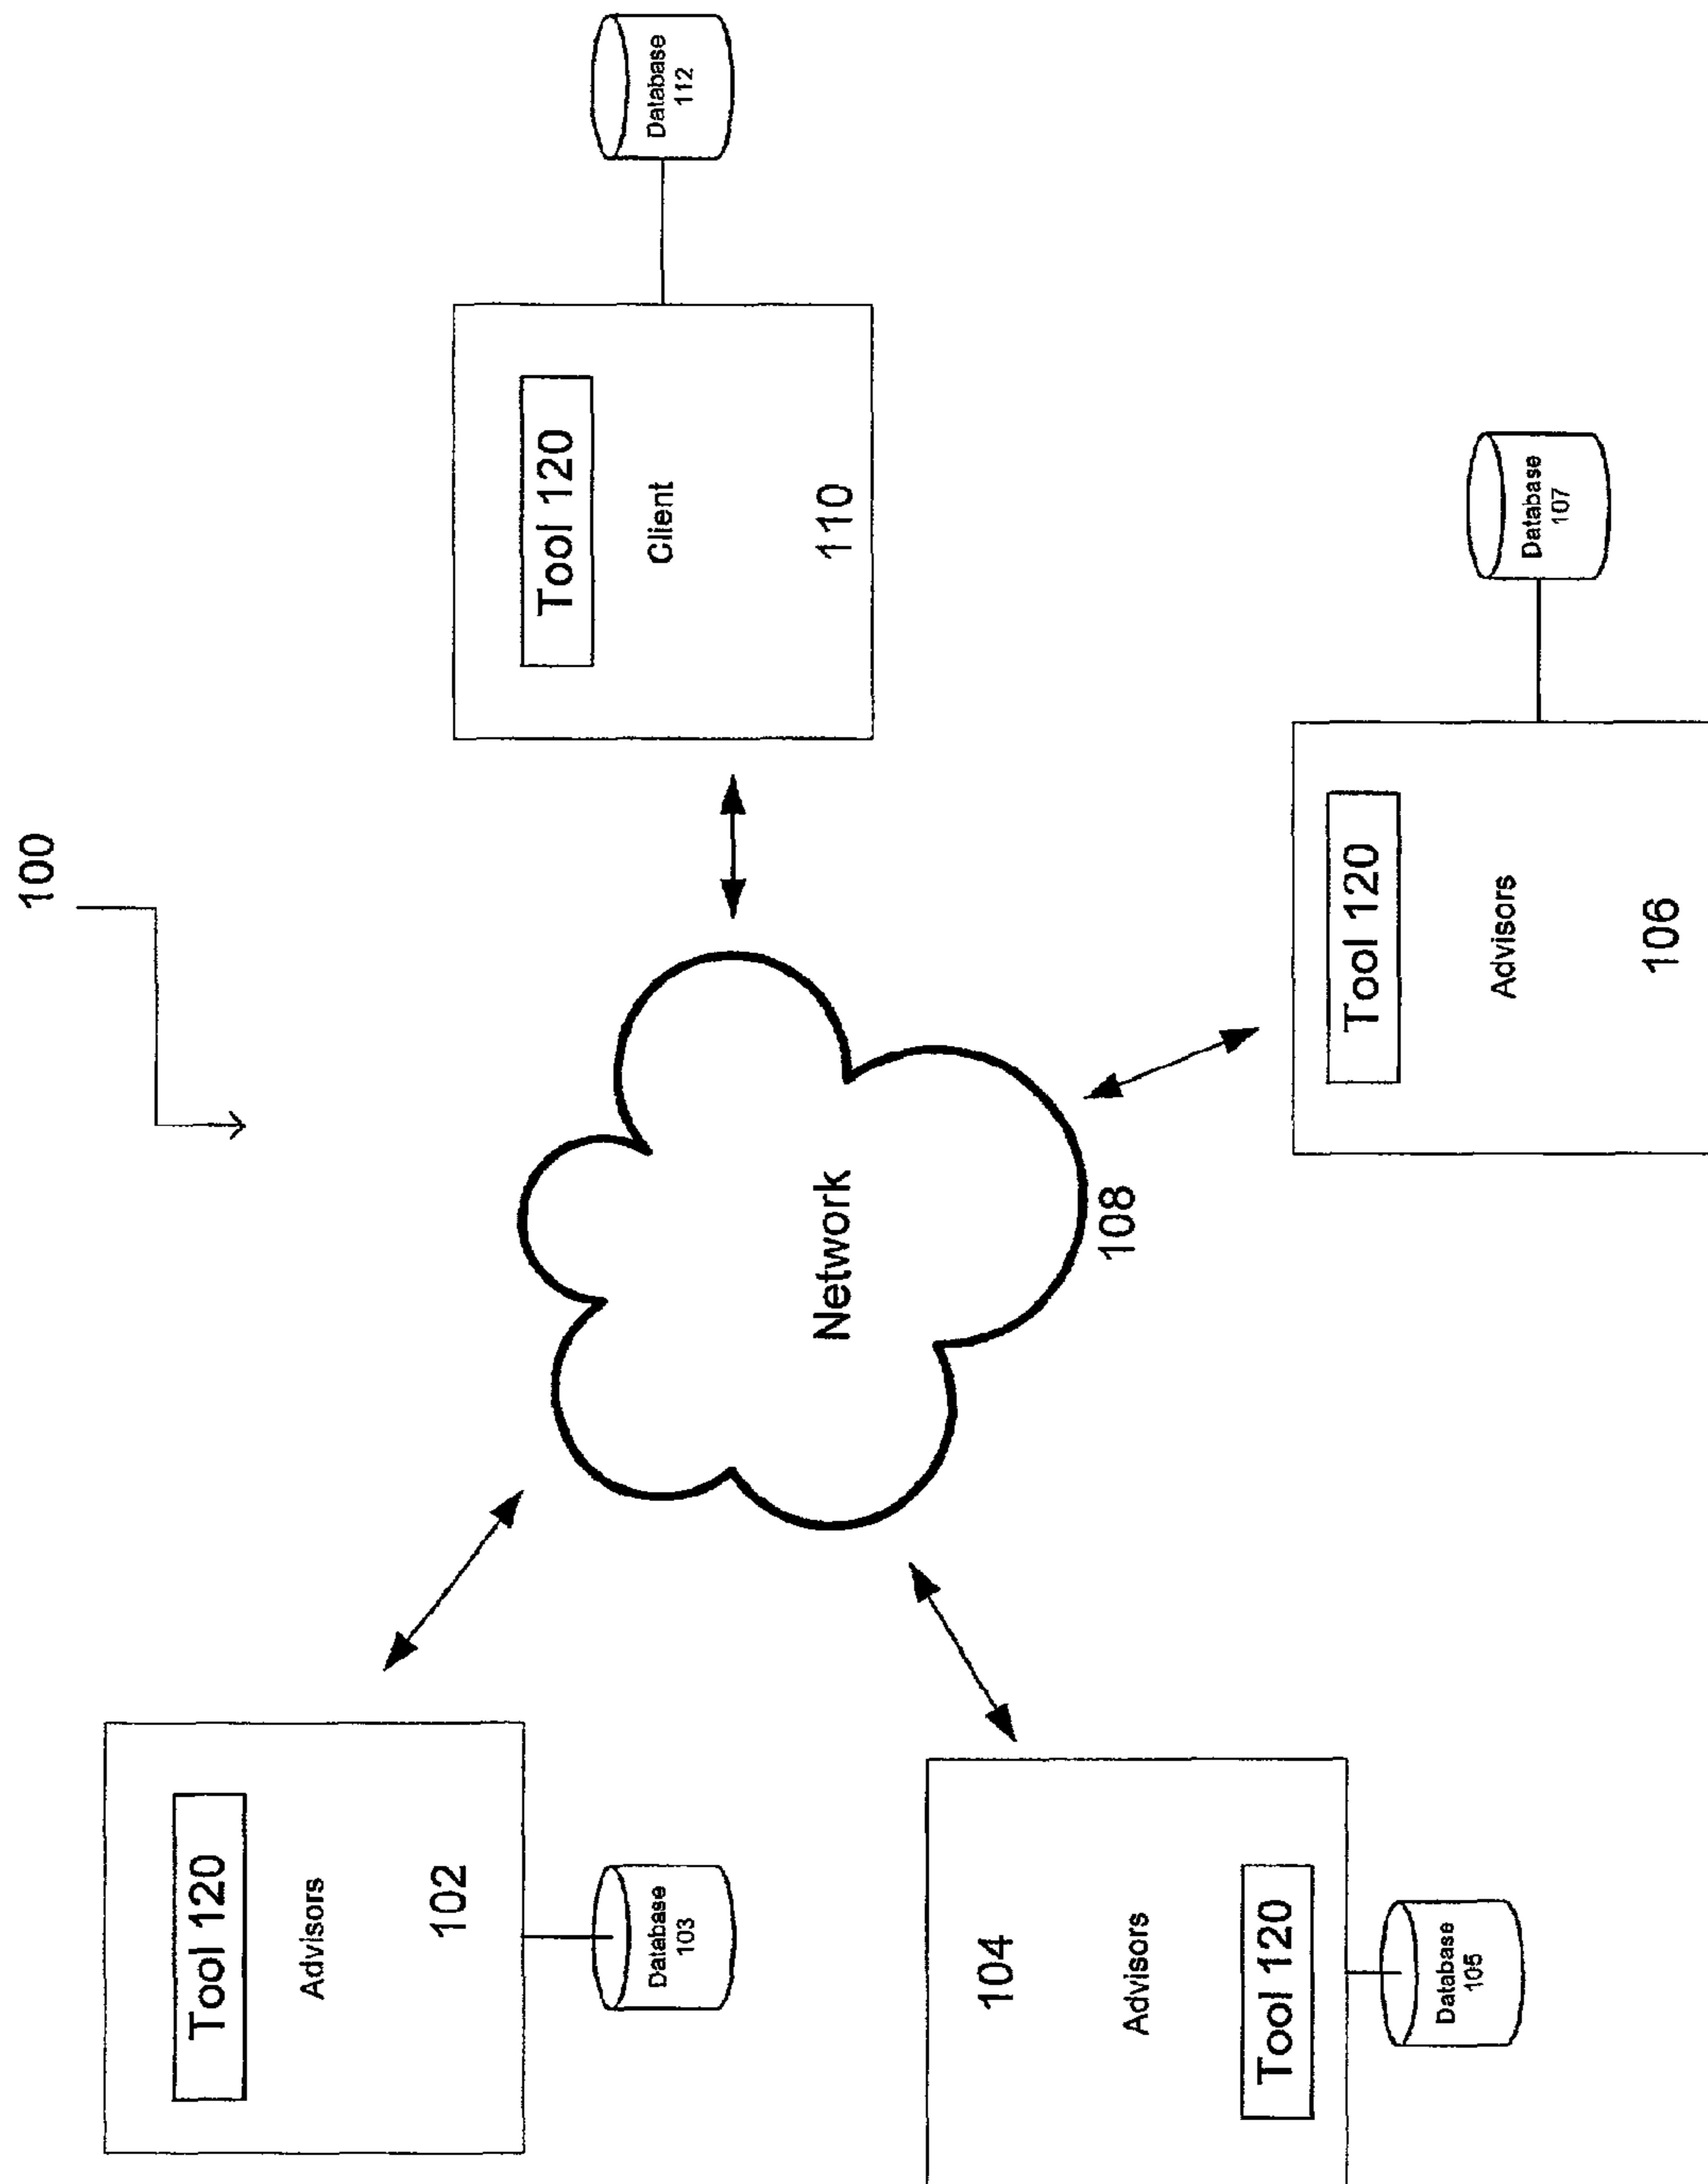 100
Tool 120
Advisors
102
Database
103
Network
108
Tool 120
Client
110
Database
112
104
Advisors
Tool 120
Database
105
Tool 120
Advisors
106
Database
107